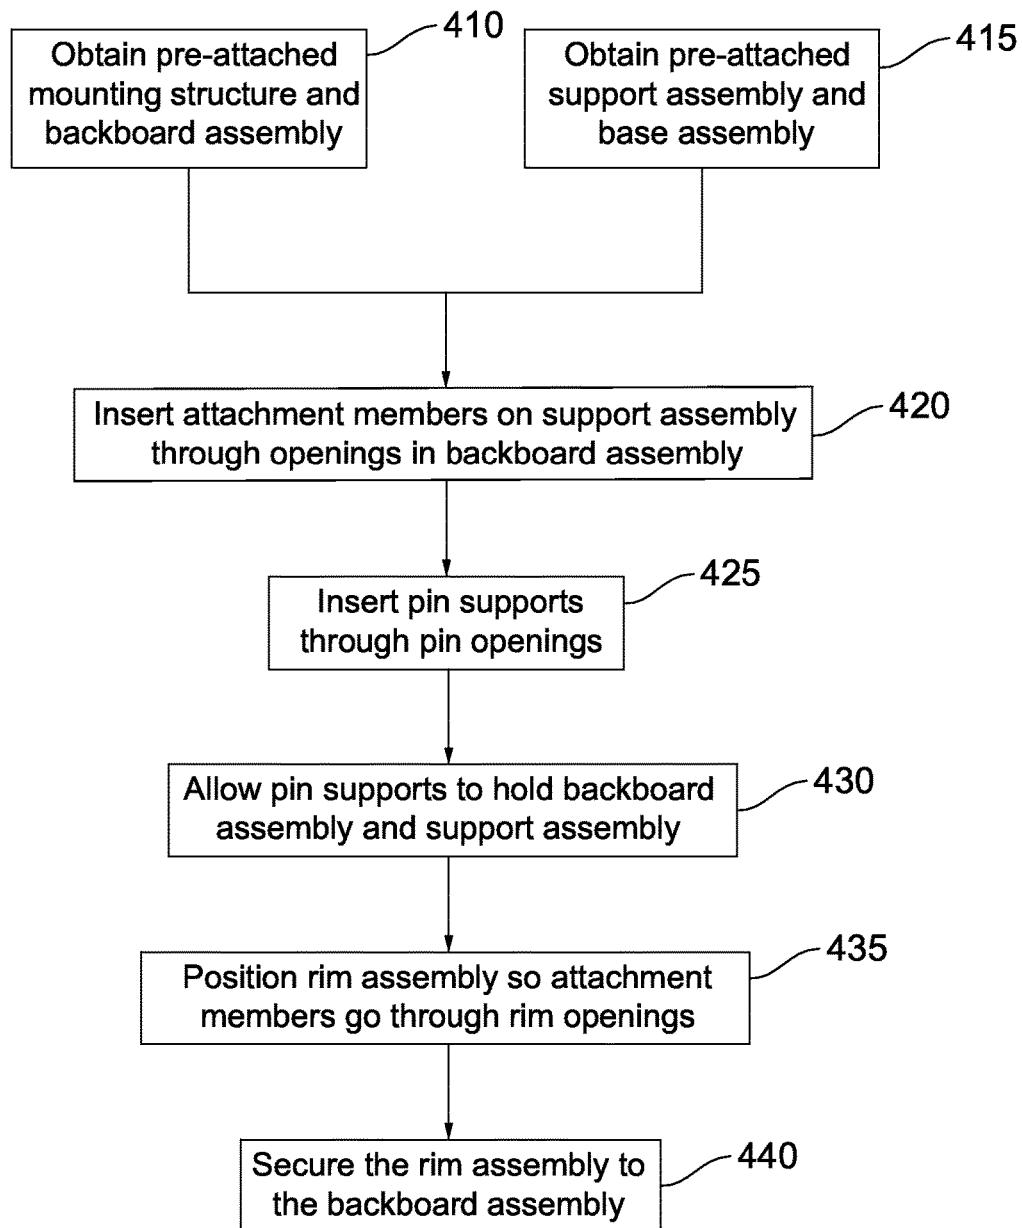 410
Obtain pre-attached
mounting structure and
backboard assembly
415
Obtain pre-attached
support assembly and
base assembly
420
Insert attachment members on support assembly
through openings in backboard assembly
425
Insert pin supports
through pin openings
430
Allow pin supports to hold backboard
assembly and support assembly
435
Position rim assembly so attachment
members go through rim openings
440
Secure the rim assembly to
the backboard assembly